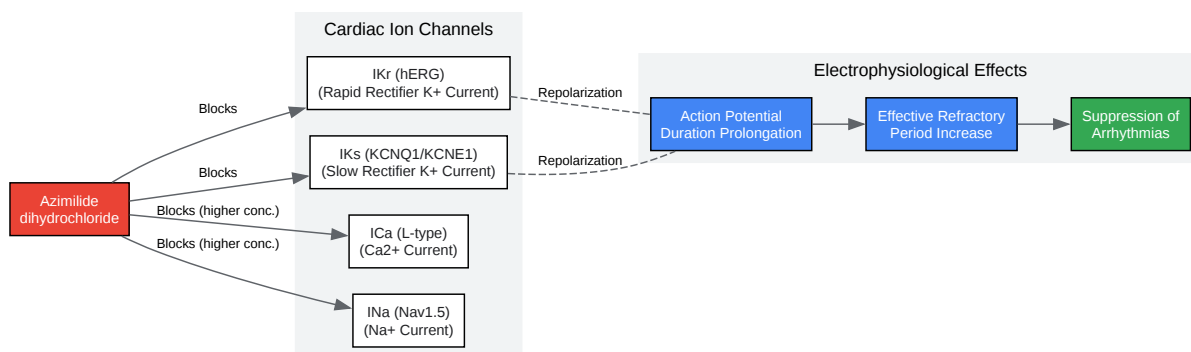 Cardiac Ion Channels
IKr (hERG)
(Rapid Rectifier K+ Current)
Electrophysiological Effects
Blocks
Repolarization
Action Potential
Duration Prolongation
Effective Refractory
Period Increase
Suppression of
Arrhythmias
IKs (KCNQ1/KCNE1)
(Slow Rectifier K+ Current)
Blocks
Repolarization
Azimilide
dihydrochloride
Blocks (higher conc.)
ICa (L-type)
(Ca2+ Current)
Blocks (higher conc.)
INa (Nav1.5)
(Na+ Current)